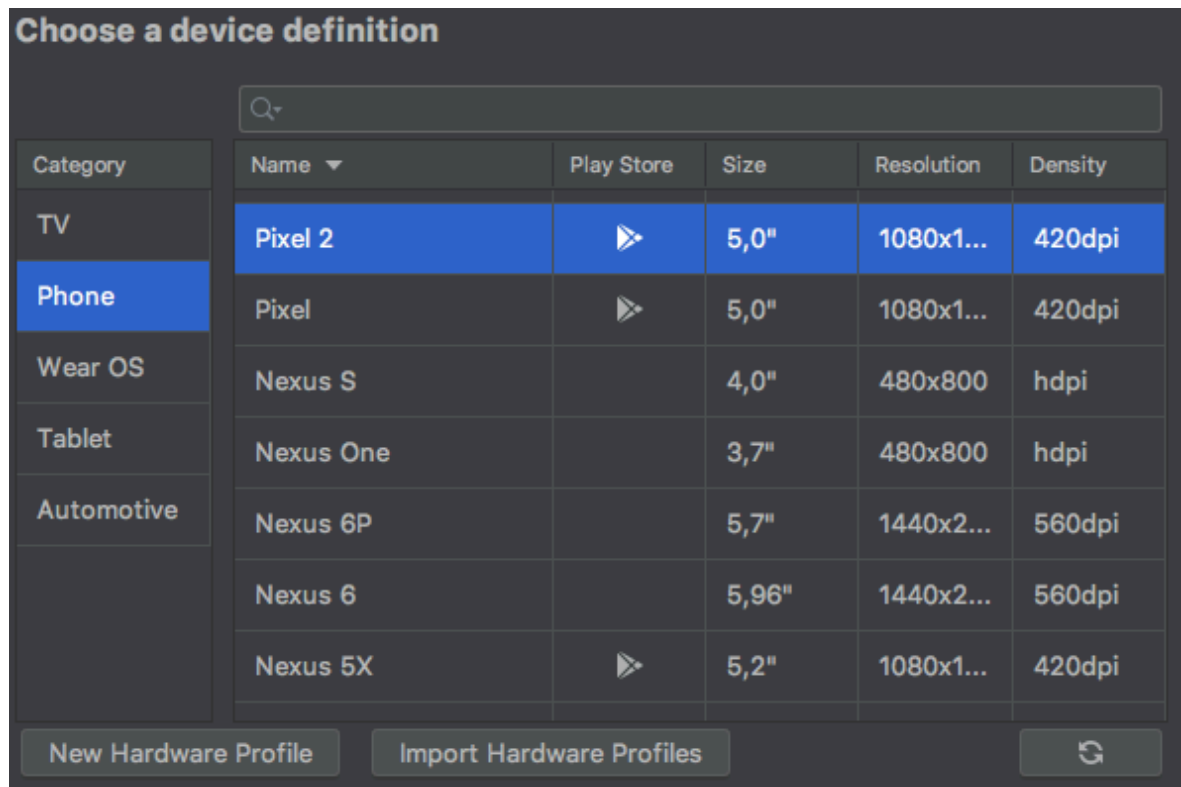 Choose a device definition
Category
Name Play Store Size Resolution Density
TV
Pixel 2 5,0" 1080x1... 420dpi
Phone
Pixel 5,0" 1080x1... 420dpi
Wear OS
Nexus S 4,0" 480x800 hdpi
Tablet
Nexus One 3,7" 480x800 hdpi
Automotive
Nexus 6P 5,7" 1440x2... 560dpi
Nexus 6 5,96" 1440x2... 560dpi
Nexus 5X 5,2" 1080x1... 420dpi
New Hardware Profile Import Hardware Profiles